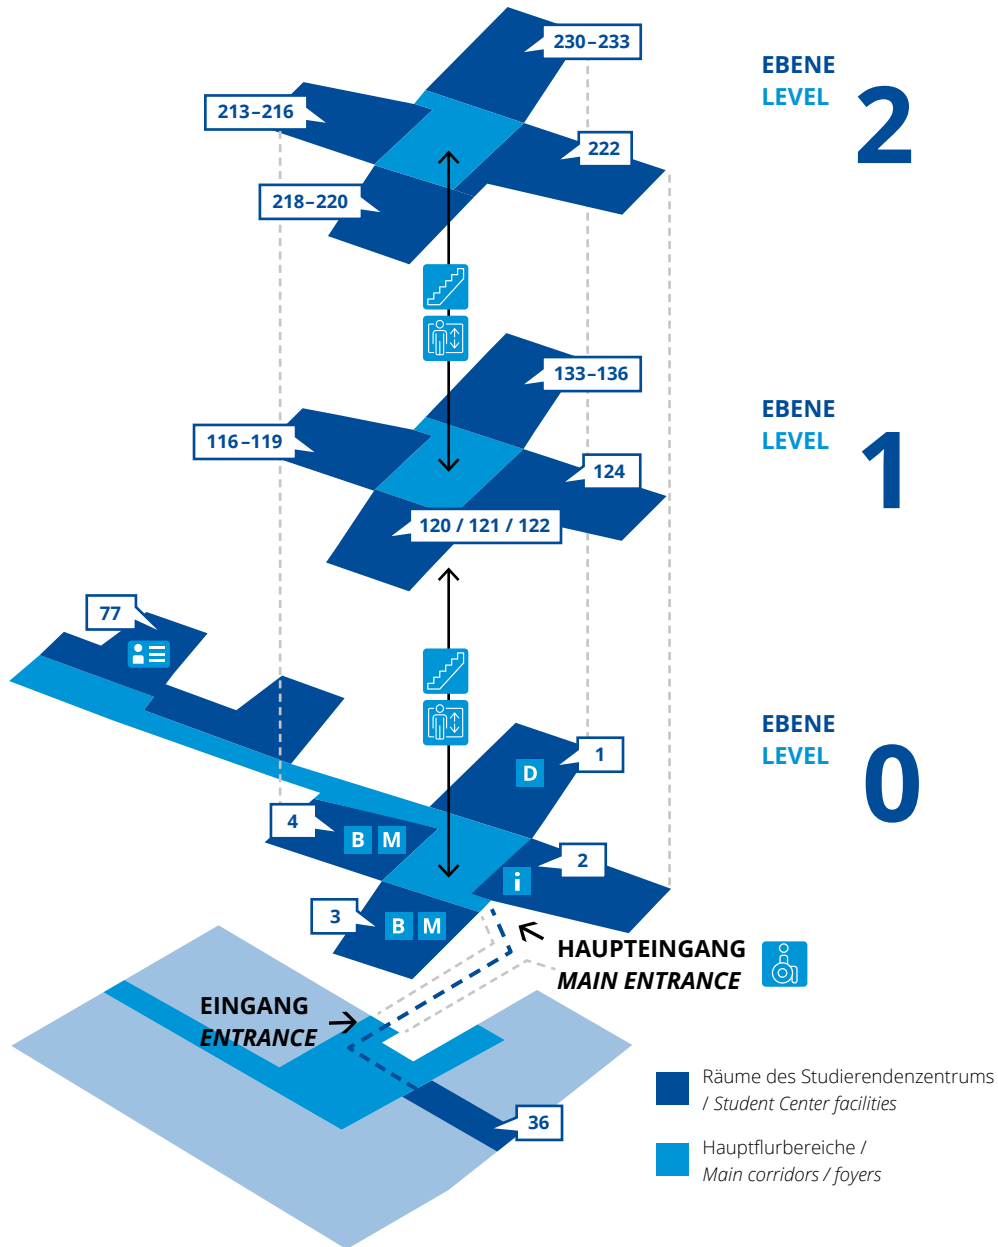 230–233
EBENE
LEVEL
2
213–216
222
218–220
133–136
EBENE
LEVEL
1
116–119
124
120 / 121 / 122
77
EBENE
LEVEL
0
1
D
4
B M
2
i
3
B M
HAUPTEINGANG
MAIN ENTRANCE
EINGANG
ENTRANCE
36
Räume des Studierendenzentrums
/ Student Center facilities
Hauptflurbereiche /
Main corridors / foyers